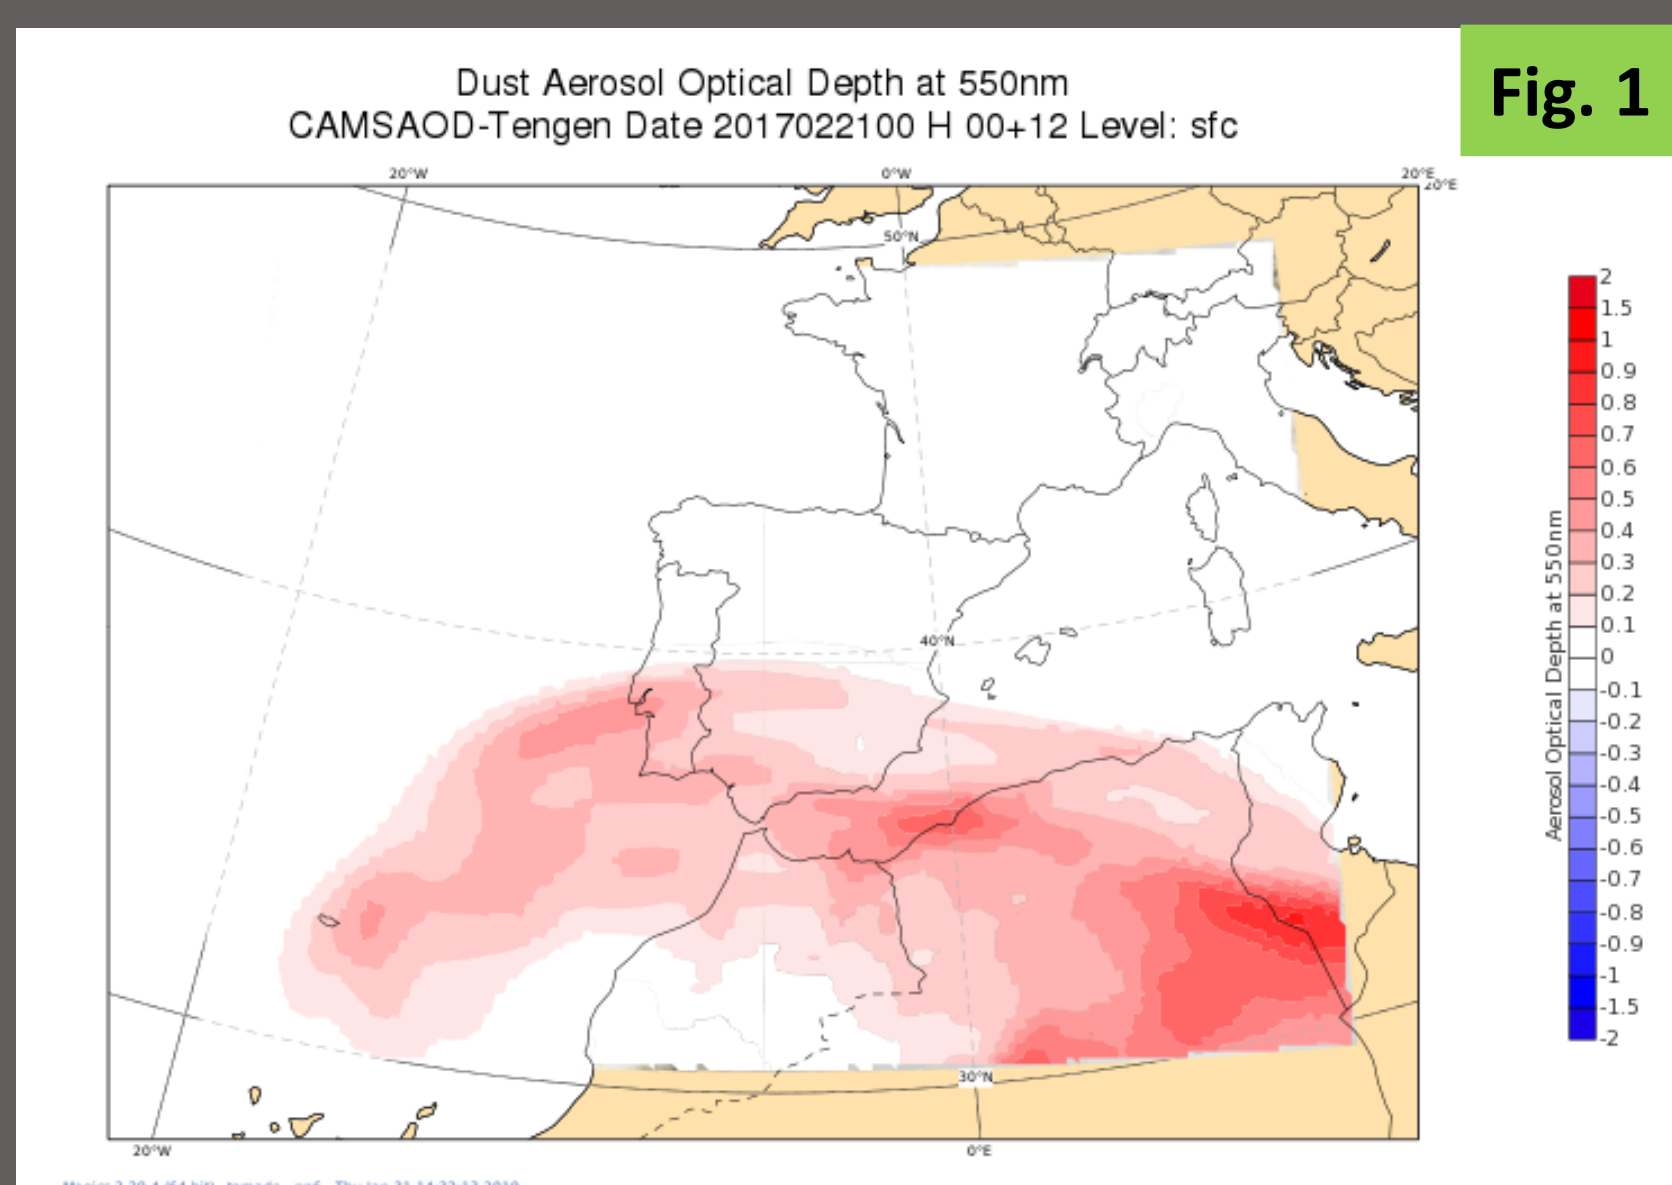 Fig. 1
Dust Aerosol Optical Depth at 550nm
CAMSAOD-Tengen Date 2017022100 H 00+12 Level: sfc
20°W
0°W
20°E
20°E
50°N
40°N
30°N
20°W
0°E
Aerosol Optical Depth at 550nm
2
1.5
1
0.9
0.8
0.7
0.6
0.5
0.4
0.3
0.2
0.1
0
-0.1
-0.2
-0.3
-0.4
-0.5
-0.6
-0.7
-0.8
-0.9
-1
-1.5
-2